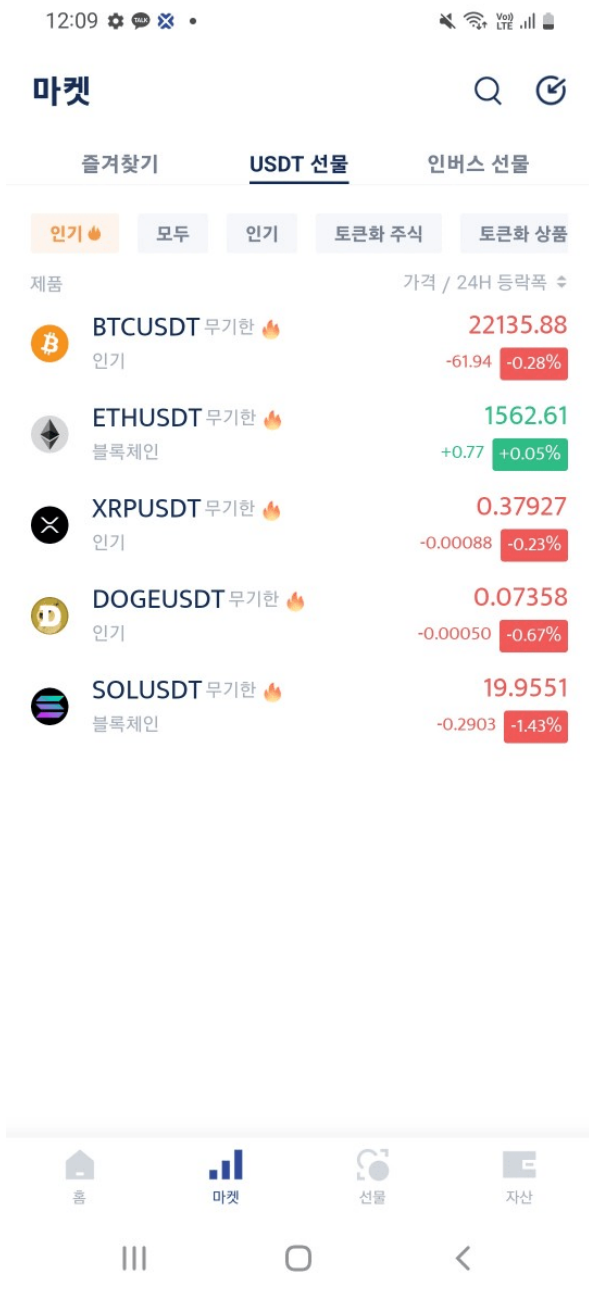 12:09 TALK Vo)) LTE
마켓
즐겨찾기 USDT 선물 인버스 선물
인기 모두 인기 토큰화 주식 토큰화 상품
제품 가격 / 24H 등락폭
BTCUSDT 무기한 22135.88
인기 -61.94 -0.28%
ETHUSDT 무기한 1562.61
블록체인 +0.77 +0.05%
XRPUSDT 무기한 0.37927
인기 -0.00088 -0.23%
DOGEUSDT 무기한 0.07358
인기 -0.00050 -0.67%
SOLUSDT 무기한 19.9551
블록체인 -0.2903 -1.43%
홈 마켓 선물 자산